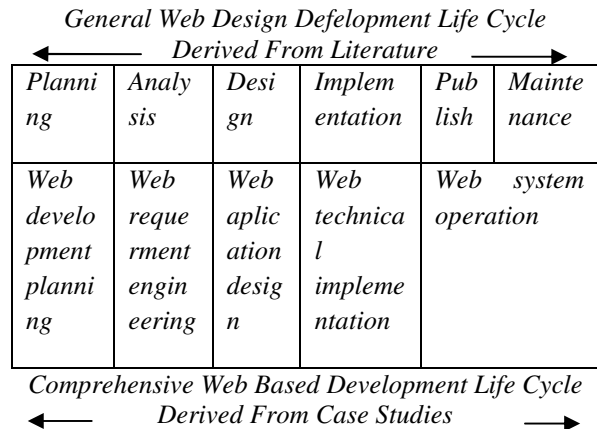 General Web Design Defelopment Life Cycle
Derived From Literature
Planni
ng
Analy
sis
Desi
gn
Implem
entation
Pub
lish
Mainte
nance
Web
develo
pment
planni
ng
Web
reque
rment
engin
eering
Web
aplic
ation
desig
n
Web
technica
l
impleme
ntation
Web system
operation
Comprehensive Web Based Development Life Cycle
Derived From Case Studies